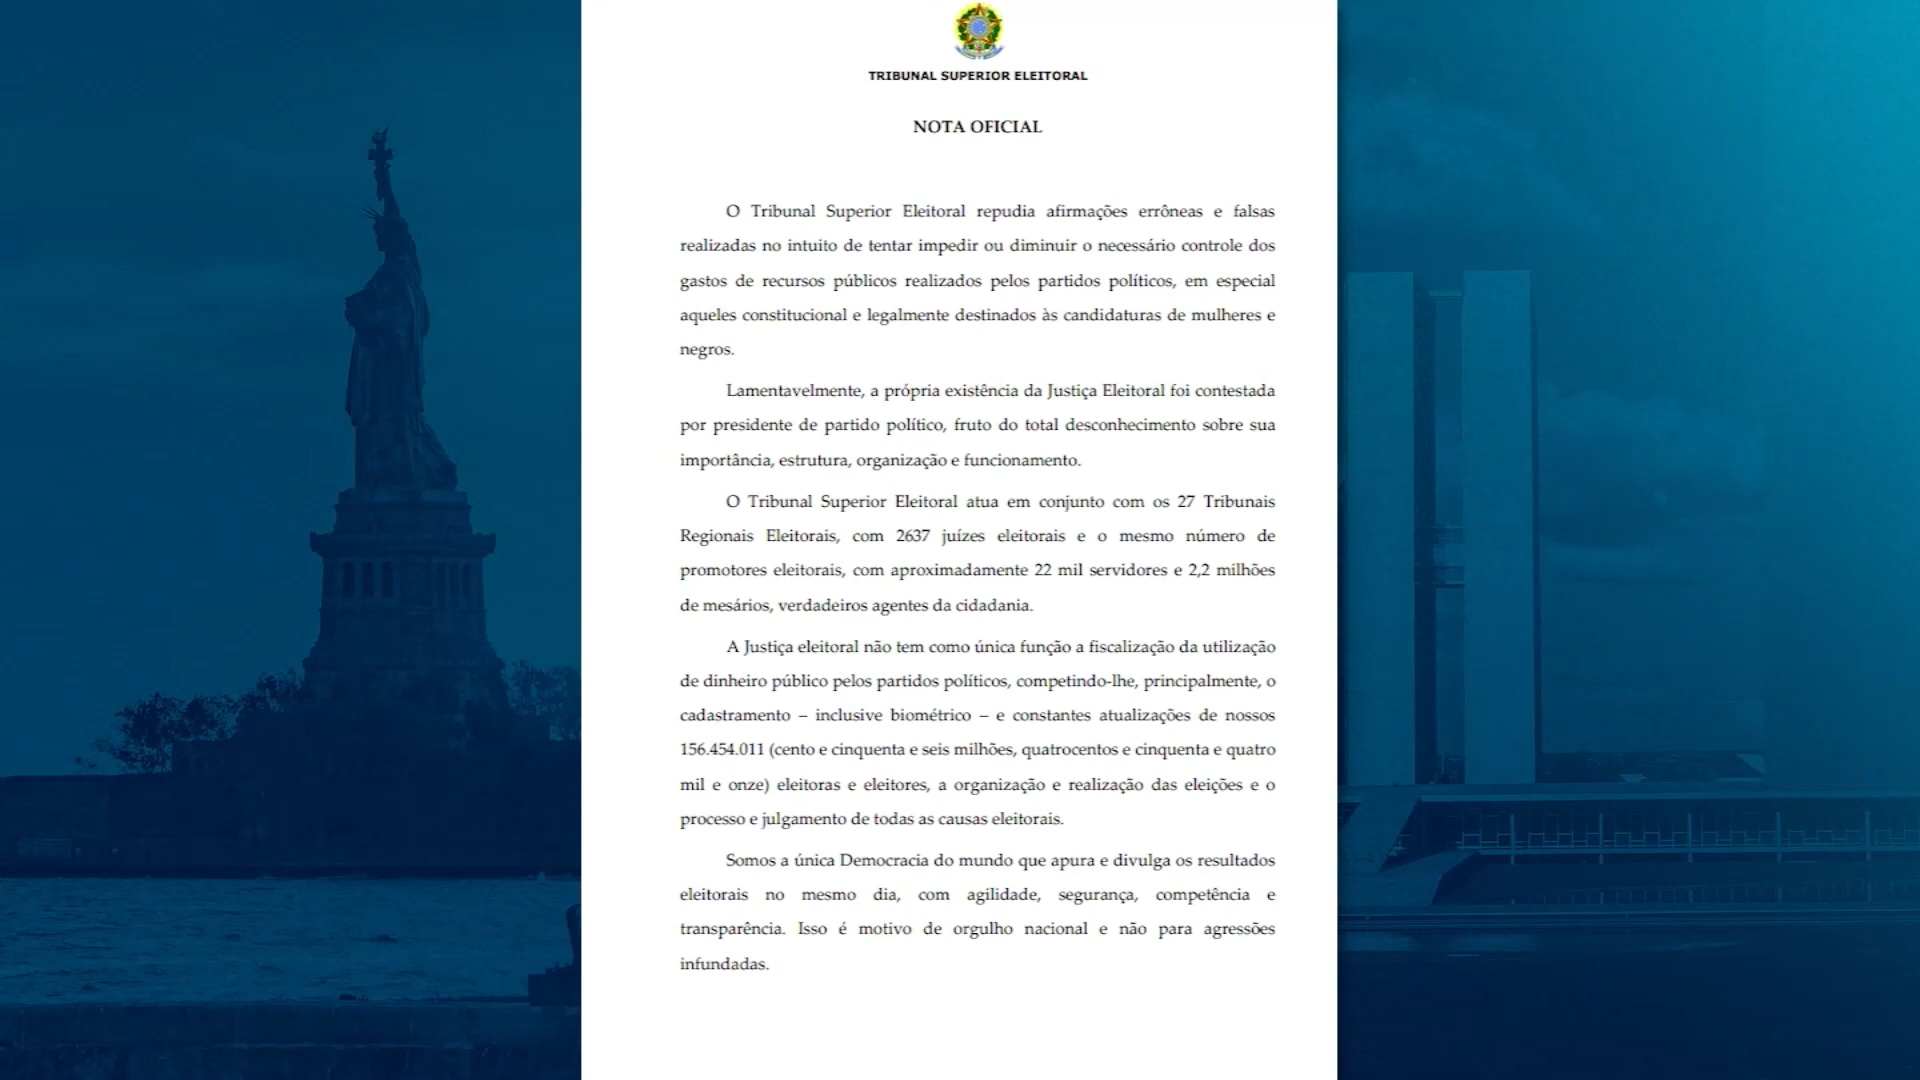 TRIBUNAL SUPERIOR ELEITORAL
NOTA OFICIAL
O Tribunal Superior Eleitoral repudia afirmações errôneas e falsas
realizadas no intuito de tentar impedir ou diminuir o necessário controle dos
gastos de recursos públicos realizados pelos partidos políticos, em especial
aqueles constitucional e legalmente destinados às candidaturas de mulheres e
negros.
Lamentavelmente, a própria existência da Justiça Eleitoral foi contestada
por presidente de partido político, fruto do total desconhecimento sobre sua
importância, estrutura, organização e funcionamento.
O Tribunal Superior Eleitoral atua em conjunto com os 27 Tribunais
Regionais Eleitorais, com 2637 juízes eleitorais e o mesmo número de
promotores eleitorais, com aproximadamente 22 mil servidores e 2,2 milhões
de mesários, verdadeiros agentes da cidadania.
A Justiça eleitoral não tem como única função a fiscalização da utilização
de dinheiro público pelos partidos políticos, competindo-lhe, principalmente, o
cadastramento – inclusive biométrico – e constantes atualizações de nossos
156.454.011 (cento e cinquenta e seis milhões, quatrocentos e cinquenta e quatro
mil e onze) eleitoras e eleitores, a organização e realização das eleições e o
processo e julgamento de todas as causas eleitorais.
Somos a única Democracia do mundo que apura e divulga os resultados
eleitorais no mesmo dia, com agilidade, segurança, competência e
transparência. Isso é motivo de orgulho nacional e não para agressões
infundadas.